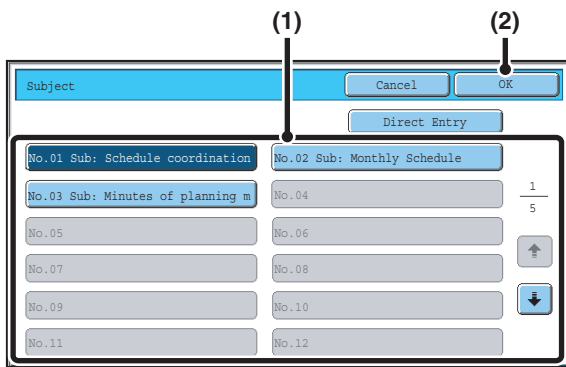 (1) (2)
Subject Cancel OK
Direct Entry
No.01 Sub: Schedule coordination No.02 Sub: Monthly Schedule
No.03 Sub: Minutes of planning m No.04
1
5
No.05 No.06
No.07 No.08
No.09 No.10
No.11 No.12